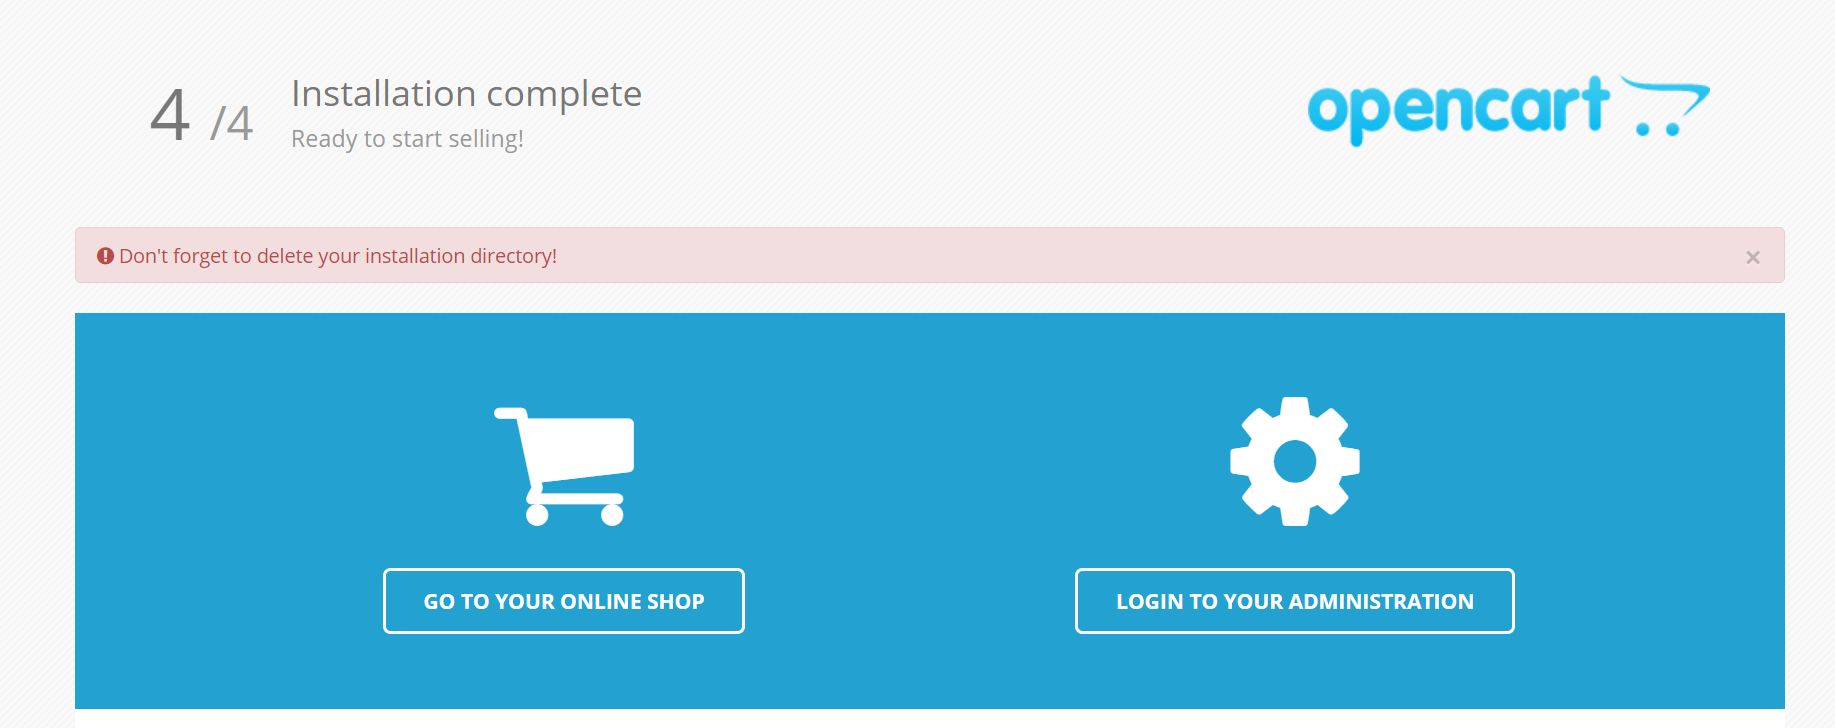 4 /4
Installation complete
Ready to start selling!
opencart
Don't forget to delete your installation directory!
×
GO TO YOUR ONLINE SHOP
LOGIN TO YOUR ADMINISTRATION